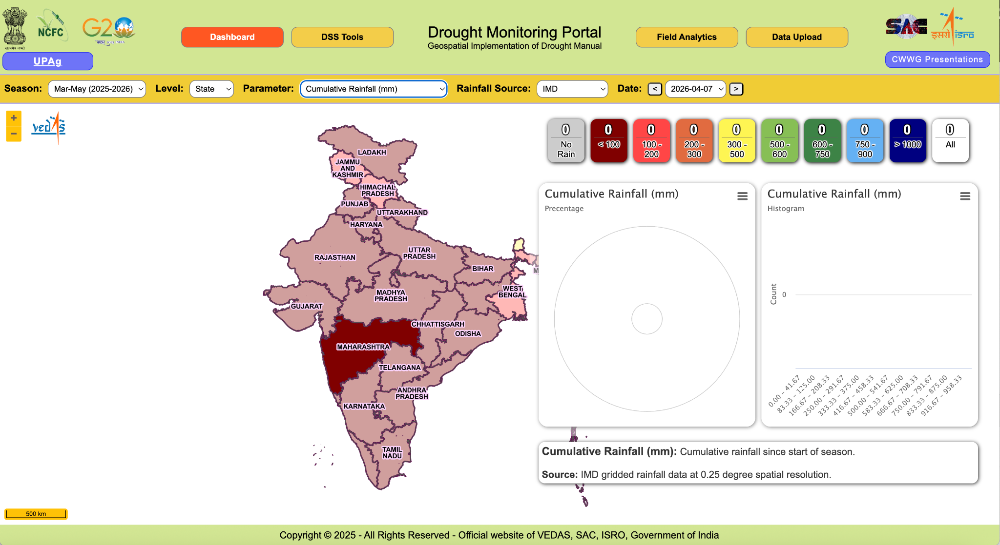 सत्यमेव जयते
NCFC
G20
भारत 2023 INDIA
UPAg
Dashboard
DSS Tools
Drought Monitoring Portal
Geospatial Implementation of Drought Manual
Field Analytics
Data Upload
SAC
इसरो isro
CWWG Presentations
Season: Mar-May (2025-2026) Level: State Parameter: Cumulative Rainfall (mm) Rainfall Source: IMD Date: < 2026-04-07 >
+
−
vedas
LADAKH
JAMMU
AND
KASHMIR
HIMACHAL
PRADESH
PUNJAB
UTTARAKHAND
HARYANA
RAJASTHAN
UTTAR
PRADESH
BIHAR
M
WEST
BENGAL
MADHYA
PRADESH
GUJARAT
CHHATTISGARH
ODISHA
MAHARASHTRA
TELANGANA
ANDHRA
PRADESH
KARNATAKA
TAMIL
NADU
500 km
0
No
Rain
0
< 100
0
100 -
200
0
200 -
300
0
300 -
500
0
500 -
600
0
600 -
750
0
750 -
900
0
> 1000
0
All
Cumulative Rainfall (mm)
Precentage
Cumulative Rainfall (mm)
Histogram
Count
0
0.00 - 41.67
83.33 - 125.00
166.67 - 208.33
250.00 - 291.67
333.33 - 375.00
416.67 - 458.33
500.00 - 541.67
583.33 - 625.00
666.67 - 708.33
750.00 - 791.67
833.33 - 875.00
916.67 - 958.33
Cumulative Rainfall (mm): Cumulative rainfall since start of season.
Source: IMD gridded rainfall data at 0.25 degree spatial resolution.
Copyright © 2025 - All Rights Reserved - Official website of VEDAS, SAC, ISRO, Government of India